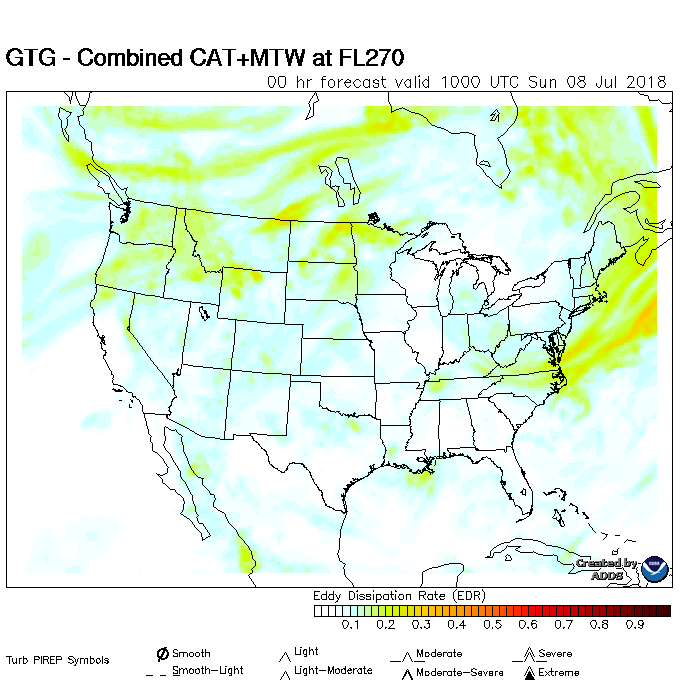 GTG - Combined CAT+MTW at FL270
00 hr forecast valid 1000 UTC Sun 08 Jul 2018
Created by
ADDS
Eddy Dissipation Rate (EDR)
0.1 0.2 0.3 0.4 0.5 0.6 0.7 0.8 0.9
Turb PIREP Symbols
Smooth Light Moderate Severe
Smooth-Light Light-Moderate Moderate-Severe Extreme